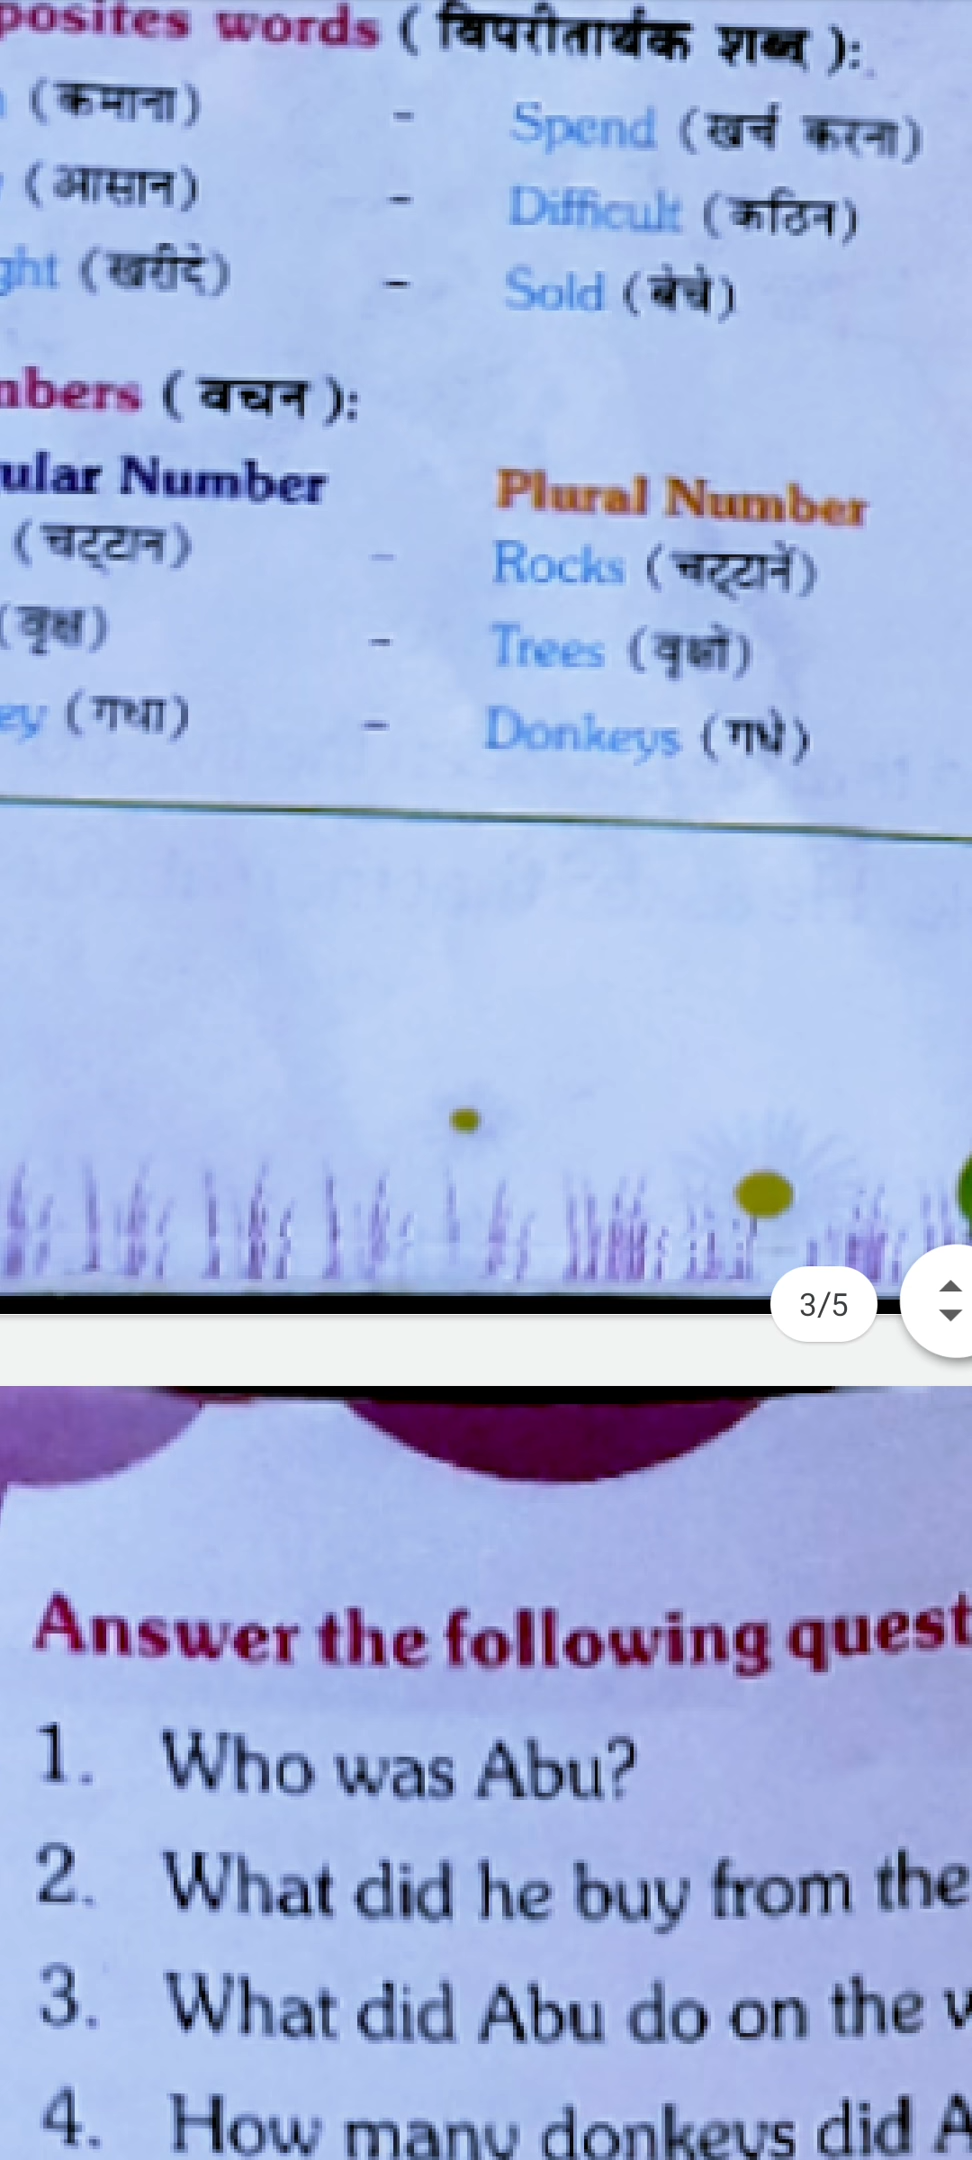 posites words ( विपरीतार्थक शब्द ):
(कमाना) - Spend (खर्च करना)
(आसान) - Difficult (कठिन)
ght (खरीदे) - Sold (बेचे)
nbers ( वचन ):
ular Number Plural Number
(चट्टान) - Rocks (चट्टानें)
(वृक्ष) - Trees (वृक्षों)
ey (गधा) - Donkeys (गधे)
3/5
Answer the following quest
1. Who was Abu?
2. What did he buy from the
3. What did Abu do on the w
4. How many donkeys did A